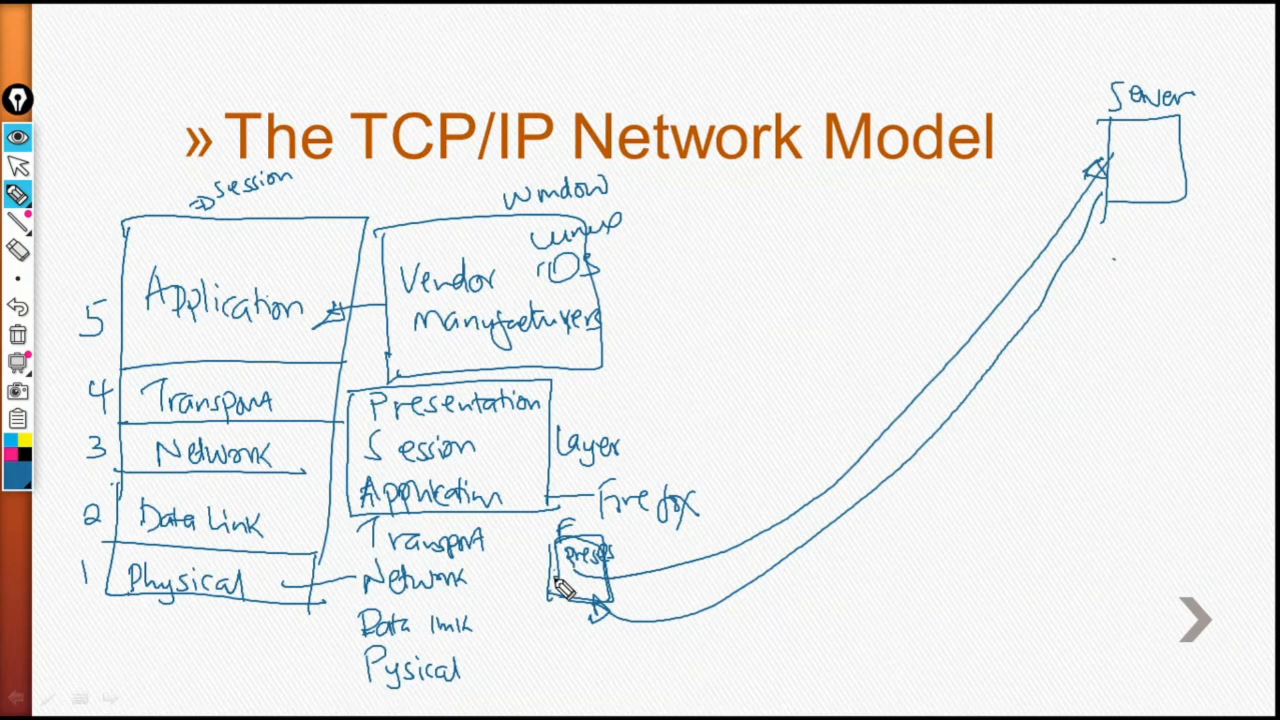 » The TCP/IP Network Model
Server
session
Window
Linux
iOS
Vendor
Manufacturers
5 Application
4 Transport
3 Network
2 Data Link
1 Physical
Presentation
Session
Layer
Application
Firefox
Transport
Network
Data link
Pysical
F